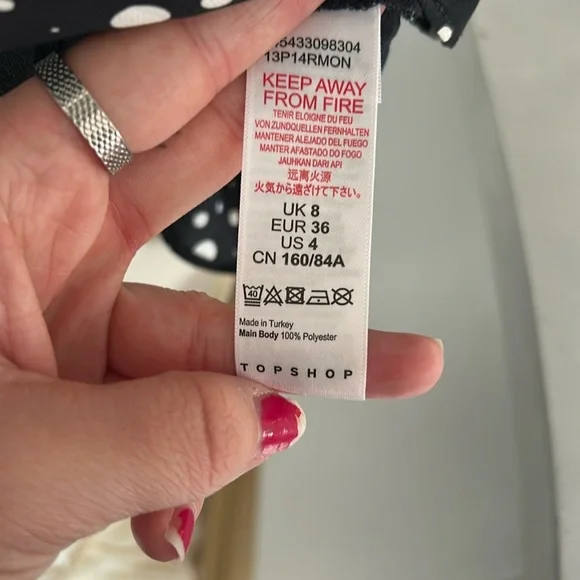 5433098304
13P14RMON
KEEP AWAY
FROM FIRE
TENIR ELOIGNE DU FEU
VON ZUNDQUELLEN FERNHALTEN
MANTENER ALEJADO DEL FUEGO
MANTER AFASTADO DO FOGO
JAUHKAN DARI API
远离火源
火気から遠ざけて下さい。
UK 8
EUR 36
US 4
CN 160/84A
40
Made in Turkey
Main Body 100% Polyester
TOPSHOP